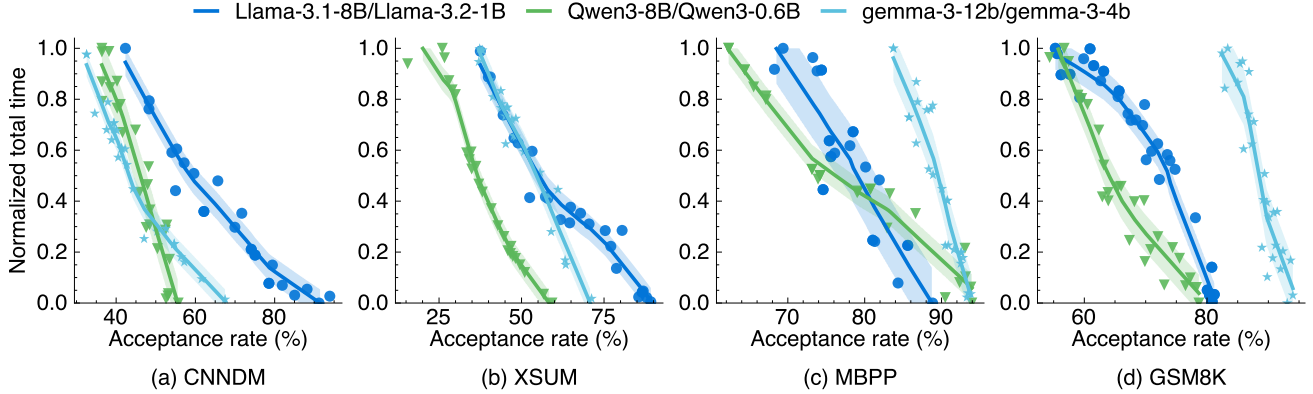 Llama-3.1-8B/Llama-3.2-1B Qwen3-8B/Qwen3-0.6B gemma-3-12b/gemma-3-4b
Normalized total time
1.0
0.8
0.6
0.4
0.2
0.0
40 60 80
Acceptance rate (%)
(a) CNNDM
1.0
0.8
0.6
0.4
0.2
0.0
25 50 75
Acceptance rate (%)
(b) XSUM
1.0
0.8
0.6
0.4
0.2
0.0
70 80 90
Acceptance rate (%)
(c) MBPP
1.0
0.8
0.6
0.4
0.2
0.0
60 80
Acceptance rate (%)
(d) GSM8K